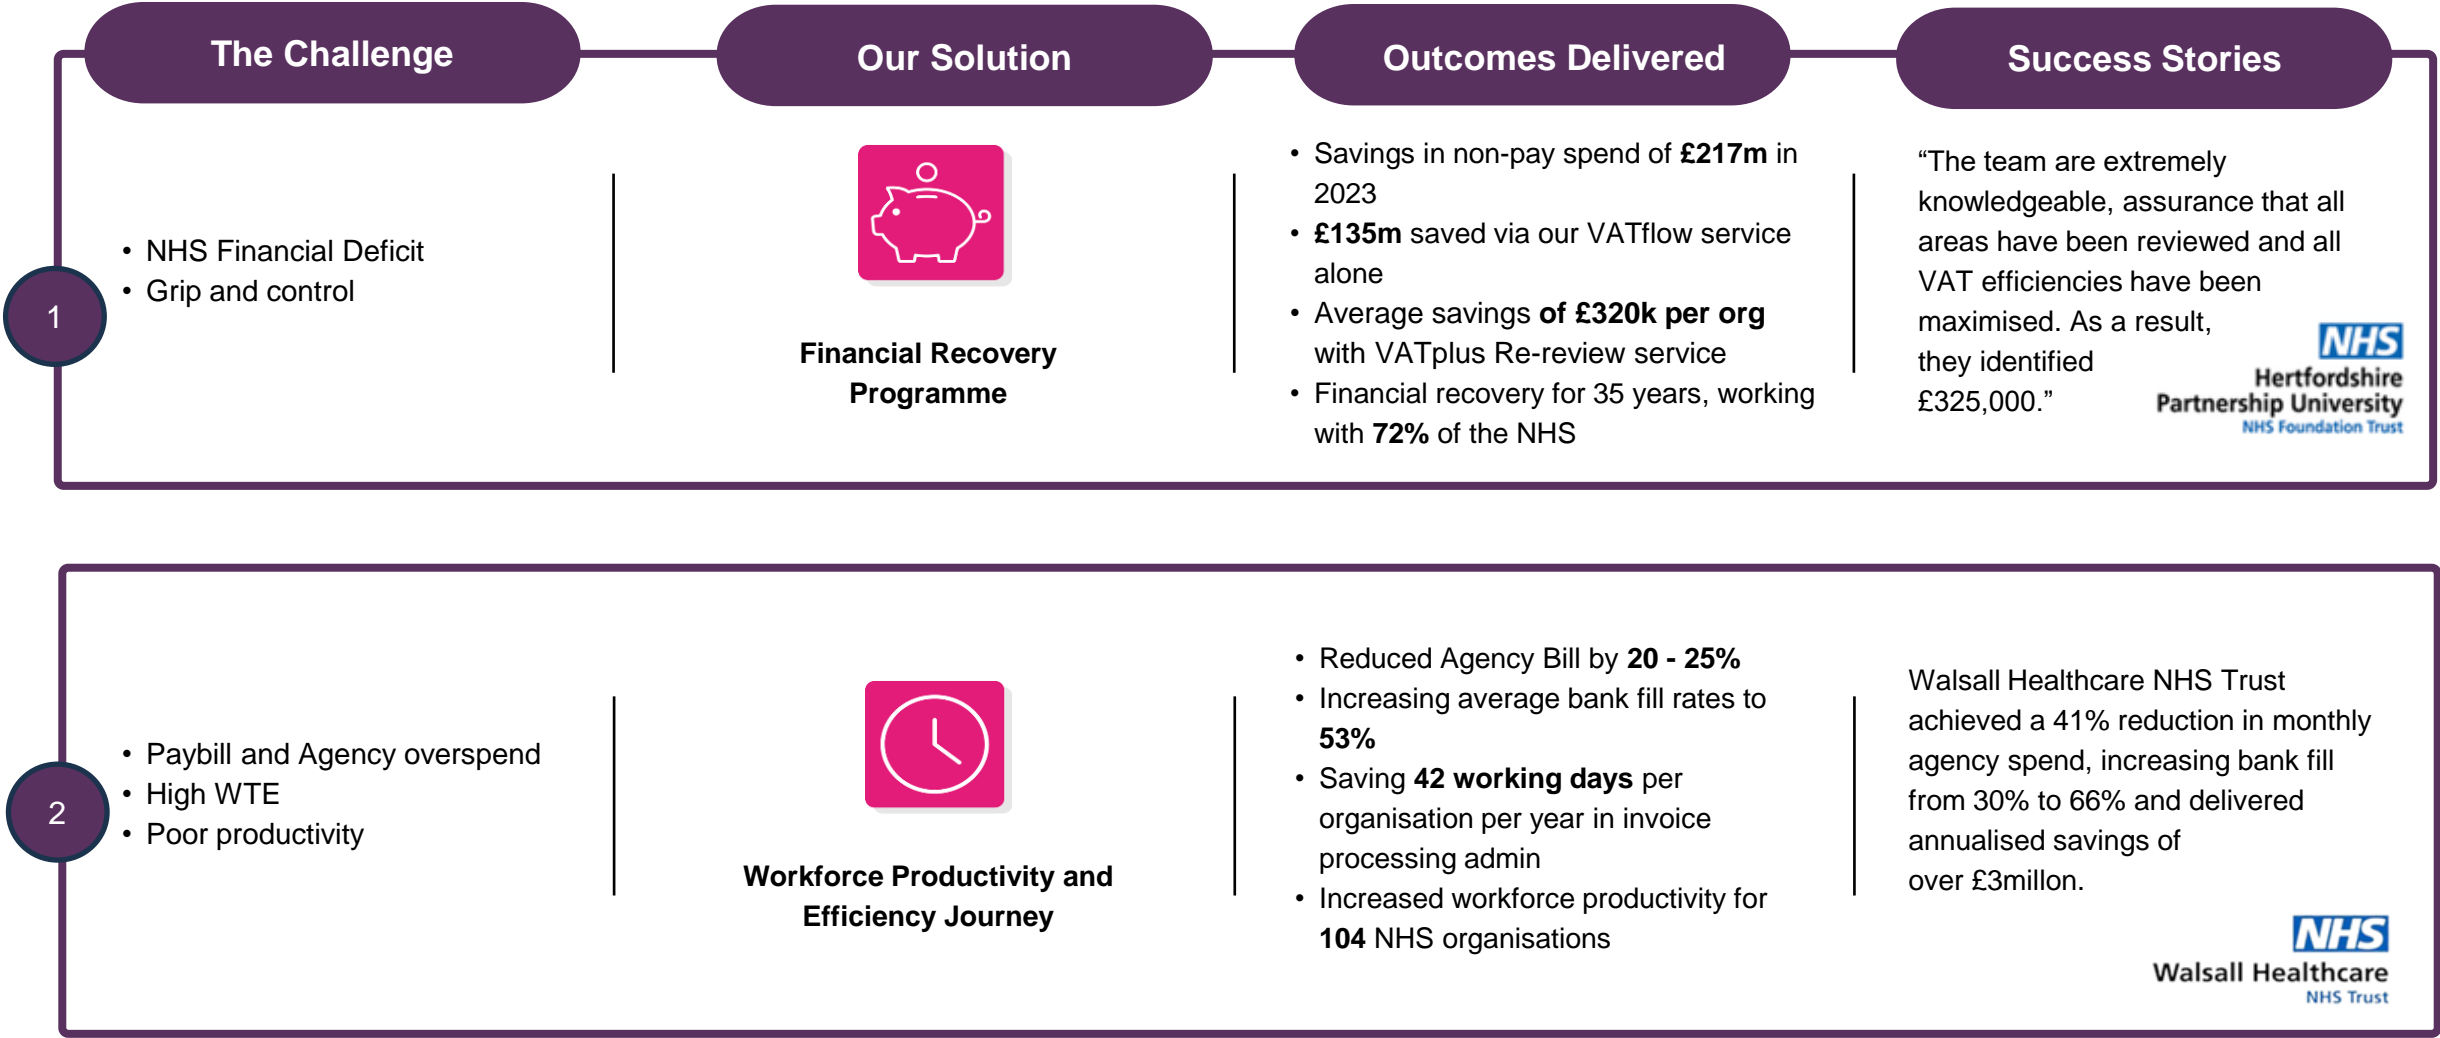 The Challenge
Our Solution
Outcomes Delivered
Success Stories
1
• NHS Financial Deficit
• Grip and control
Financial Recovery
Programme
• Savings in non-pay spend of £217m in
2023
• £135m saved via our VATflow service
alone
• Average savings of £320k per org
with VATplus Re-review service
• Financial recovery for 35 years, working
with 72% of the NHS
“The team are extremely
knowledgeable, assurance that all
areas have been reviewed and all
VAT efficiencies have been
maximised. As a result,
they identified
£325,000.”
NHS
Hertfordshire
Partnership University
NHS Foundation Trust
2
• Paybill and Agency overspend
• High WTE
• Poor productivity
Workforce Productivity and
Efficiency Journey
• Reduced Agency Bill by 20 - 25%
• Increasing average bank fill rates to
53%
• Saving 42 working days per
organisation per year in invoice
processing admin
• Increased workforce productivity for
104 NHS organisations
Walsall Healthcare NHS Trust
achieved a 41% reduction in monthly
agency spend, increasing bank fill
from 30% to 66% and delivered
annualised savings of
over £3millon.
NHS
Walsall Healthcare
NHS Trust